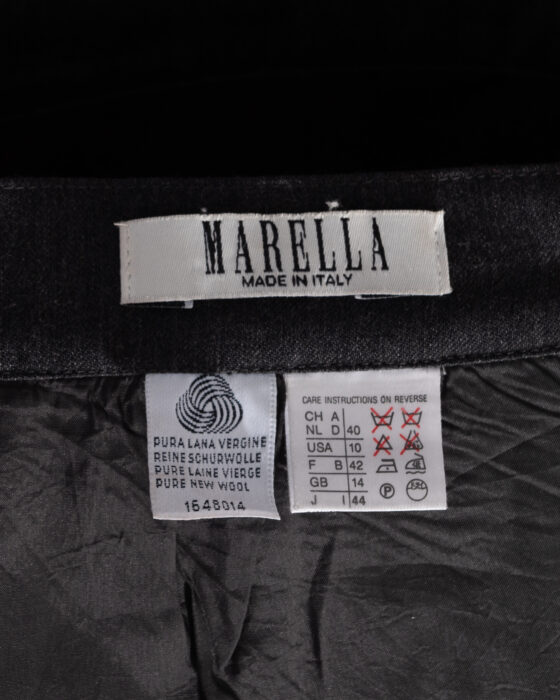 MARELLA
MADE IN ITALY
PURA LANA VERGINE
REINE SCHURWOLLE
PURE LAINE VIERGE
PURE NEW WOOL
1648014
CARE INSTRUCTIONS ON REVERSE
CH A
NL D 40
USA 10
F B 42
GB 14
J I 44
P